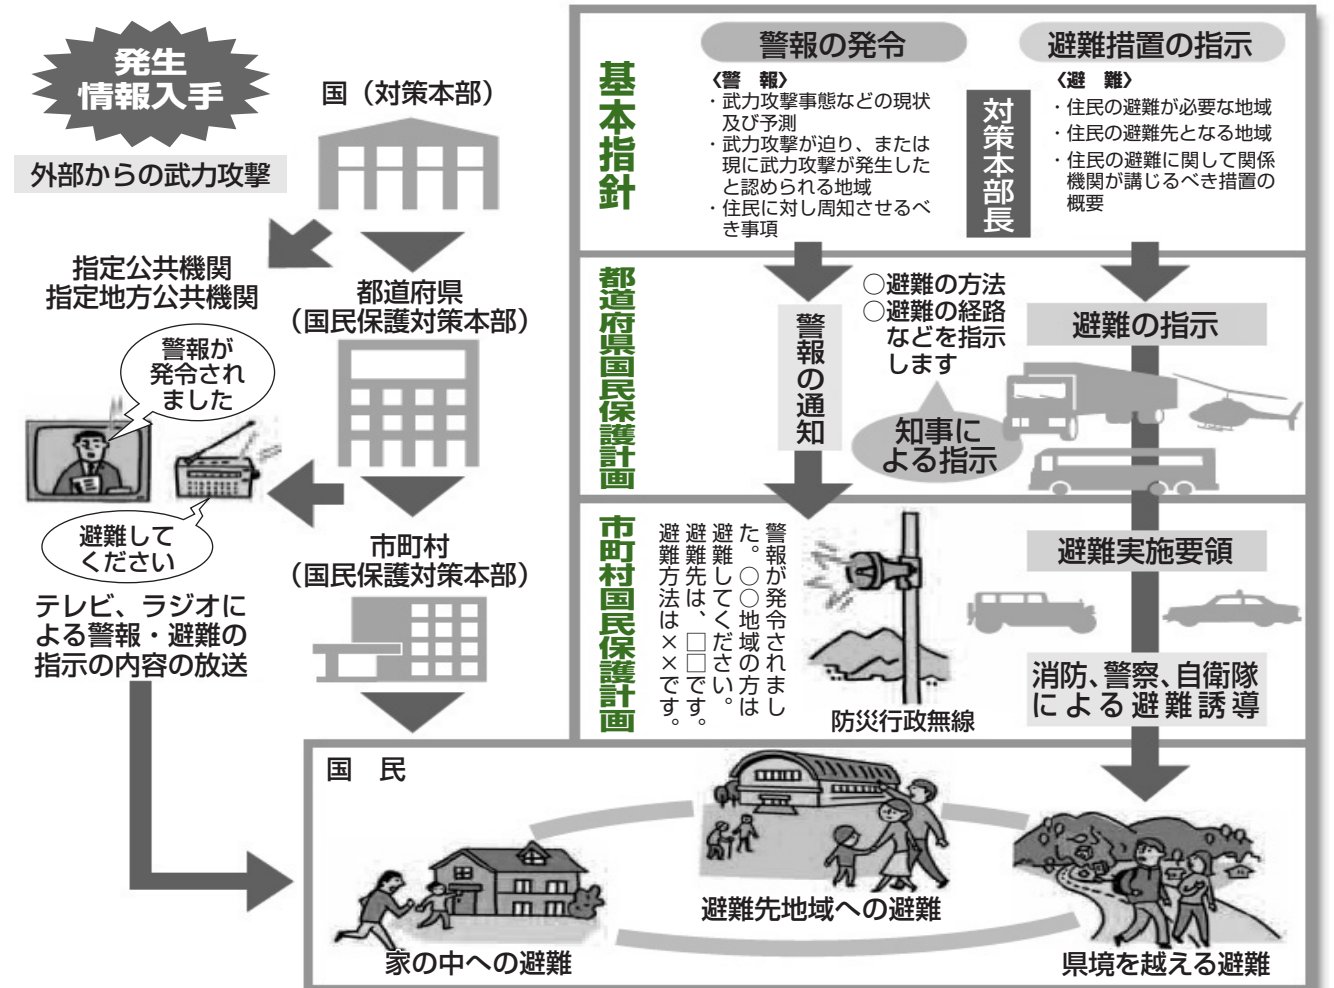 発生
情報入手
外部からの武力攻撃
国（対策本部）
指定公共機関
指定地方公共機関
都道府県
（国民保護対策本部）
警報が
発令され
ました
避難して
ください
テレビ、ラジオに
よる警報・避難の
指示の内容の放送
市町村
（国民保護対策本部）
基本指針
警報の発令
〈警　報〉
・武力攻撃事態などの現状
及び予測
・武力攻撃が迫り、または
現に武力攻撃が発生した
と認められる地域
・住民に対し周知させるべ
き事項
対策本部長
避難措置の指示
〈避　難〉
・住民の避難が必要な地域
・住民の避難先となる地域
・住民の避難に関して関係
機関が講じるべき措置の
概要
都道府県国民保護計画
警報の通知
○避難の方法
○避難の経路
などを指示
します
知事に
よる指示
避難の指示
市町村国民保護計画
警報が発令されまし
た。○○地域の方は
避難してください。
避難先は、□□です。
避難方法は××です。
防災行政無線
避難実施要領
消防、警察、自衛隊
による避難誘導
国　民
家の中への避難
避難先地域への避難
県境を越える避難